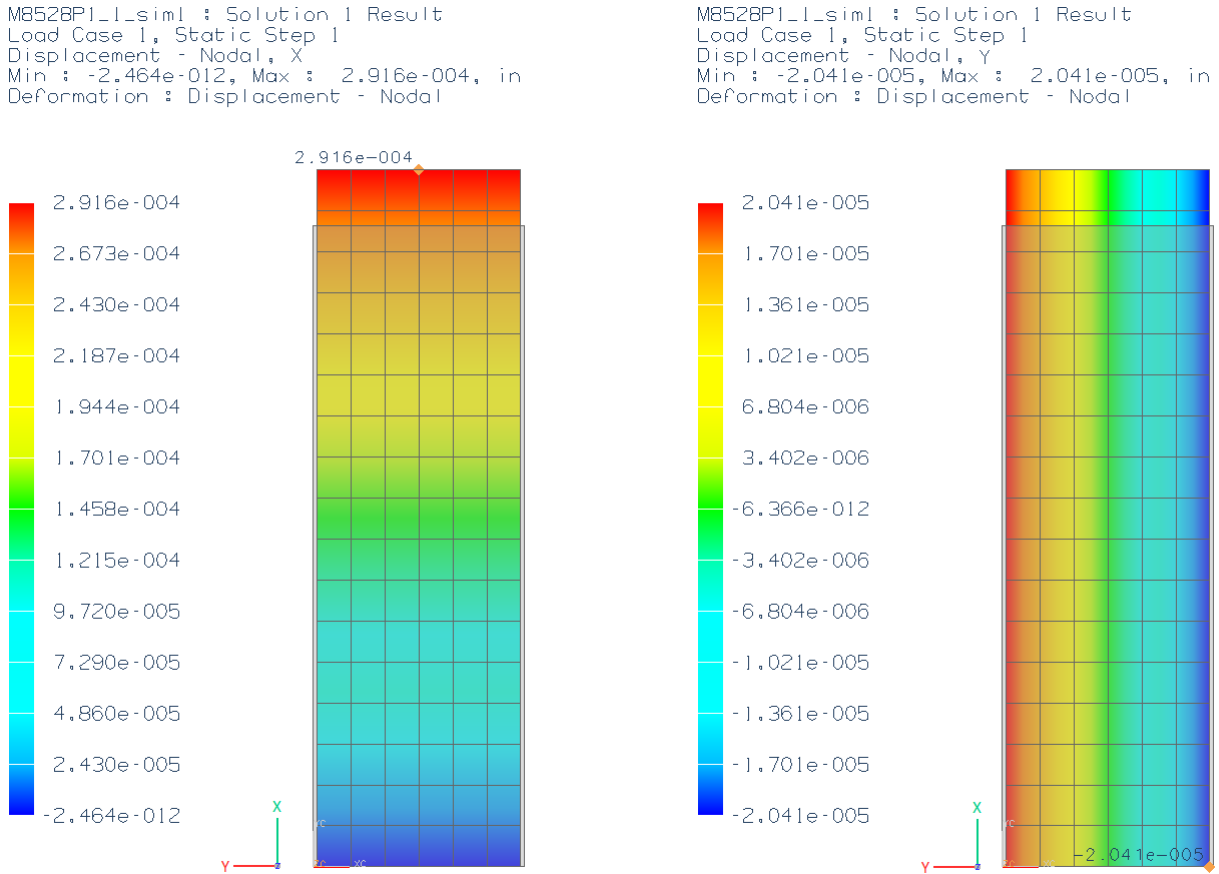 M8528P1_1_sim1 : Solution 1 Result
Load Case 1, Static Step 1
Displacement - Nodal, X
Min : -2.464e-012, Max : 2.916e-004, in
Deformation : Displacement - Nodal
2.916e-004
2.916e-004
2.673e-004
2.430e-004
2.187e-004
1.944e-004
1.701e-004
1.458e-004
1.215e-004
9.720e-005
7.290e-005
4.860e-005
2.430e-005
-2.464e-012
X
Y
z
YC
ZC
XC
M8528P1_1_sim1 : Solution 1 Result
Load Case 1, Static Step 1
Displacement - Nodal, Y
Min : -2.041e-005, Max : 2.041e-005, in
Deformation : Displacement - Nodal
2.041e-005
1.701e-005
1.361e-005
1.021e-005
6.804e-006
3.402e-006
-6.366e-012
-3.402e-006
-6.804e-006
-1.021e-005
-1.361e-005
-1.701e-005
-2.041e-005
X
Y
z
YC
ZC
XC
-2.041e-005